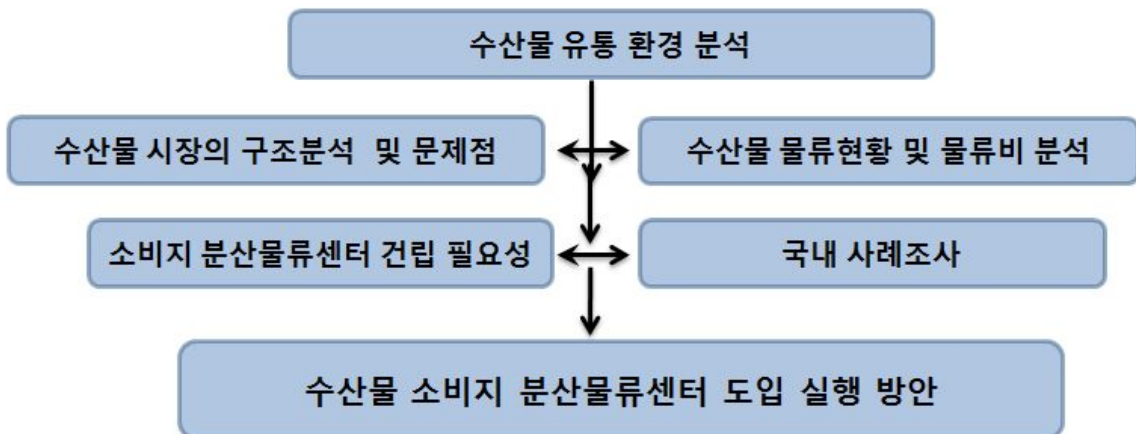 수산물 유통 환경 분석
수산물 시장의 구조분석 및 문제점
수산물 물류현황 및 물류비 분석
소비지 분산물류센터 건립 필요성
국내 사례조사
수산물 소비지 분산물류센터 도입 실행 방안